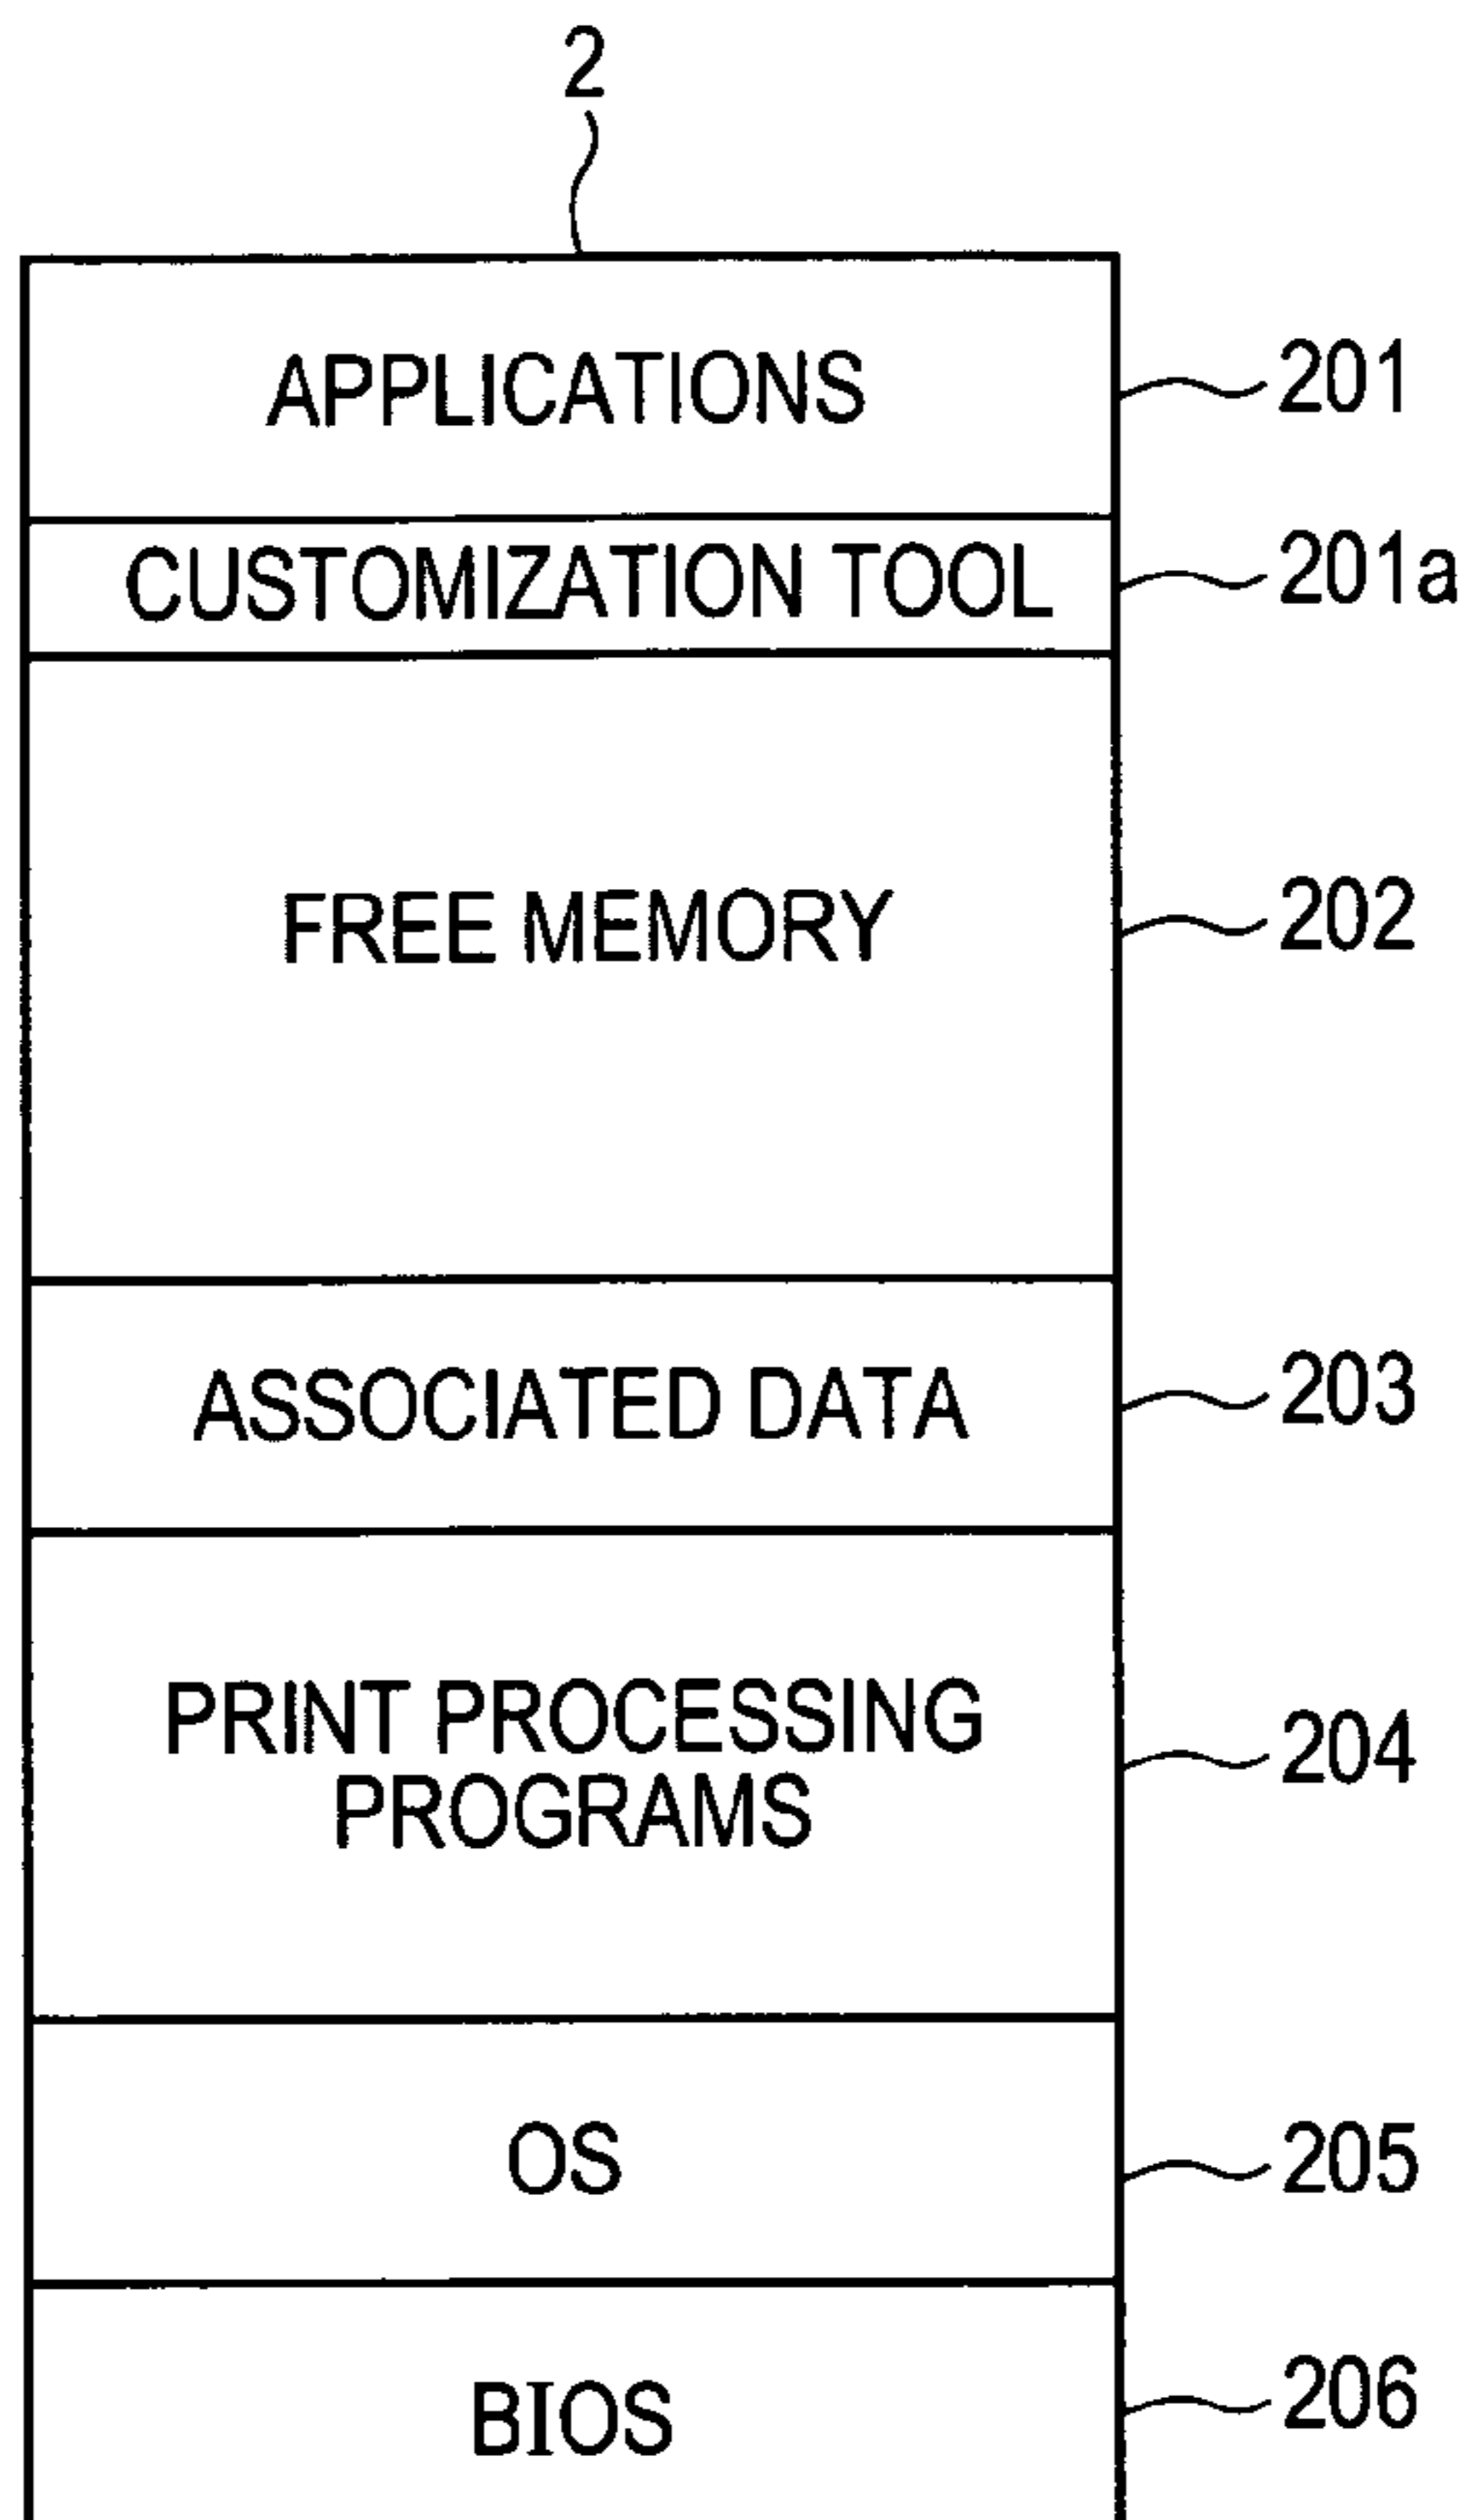 2
APPLICATIONS 201
CUSTOMIZATION TOOL 201a
FREE MEMORY 202
ASSOCIATED DATA 203
PRINT PROCESSING
PROGRAMS
204
OS 205
BIOS 206